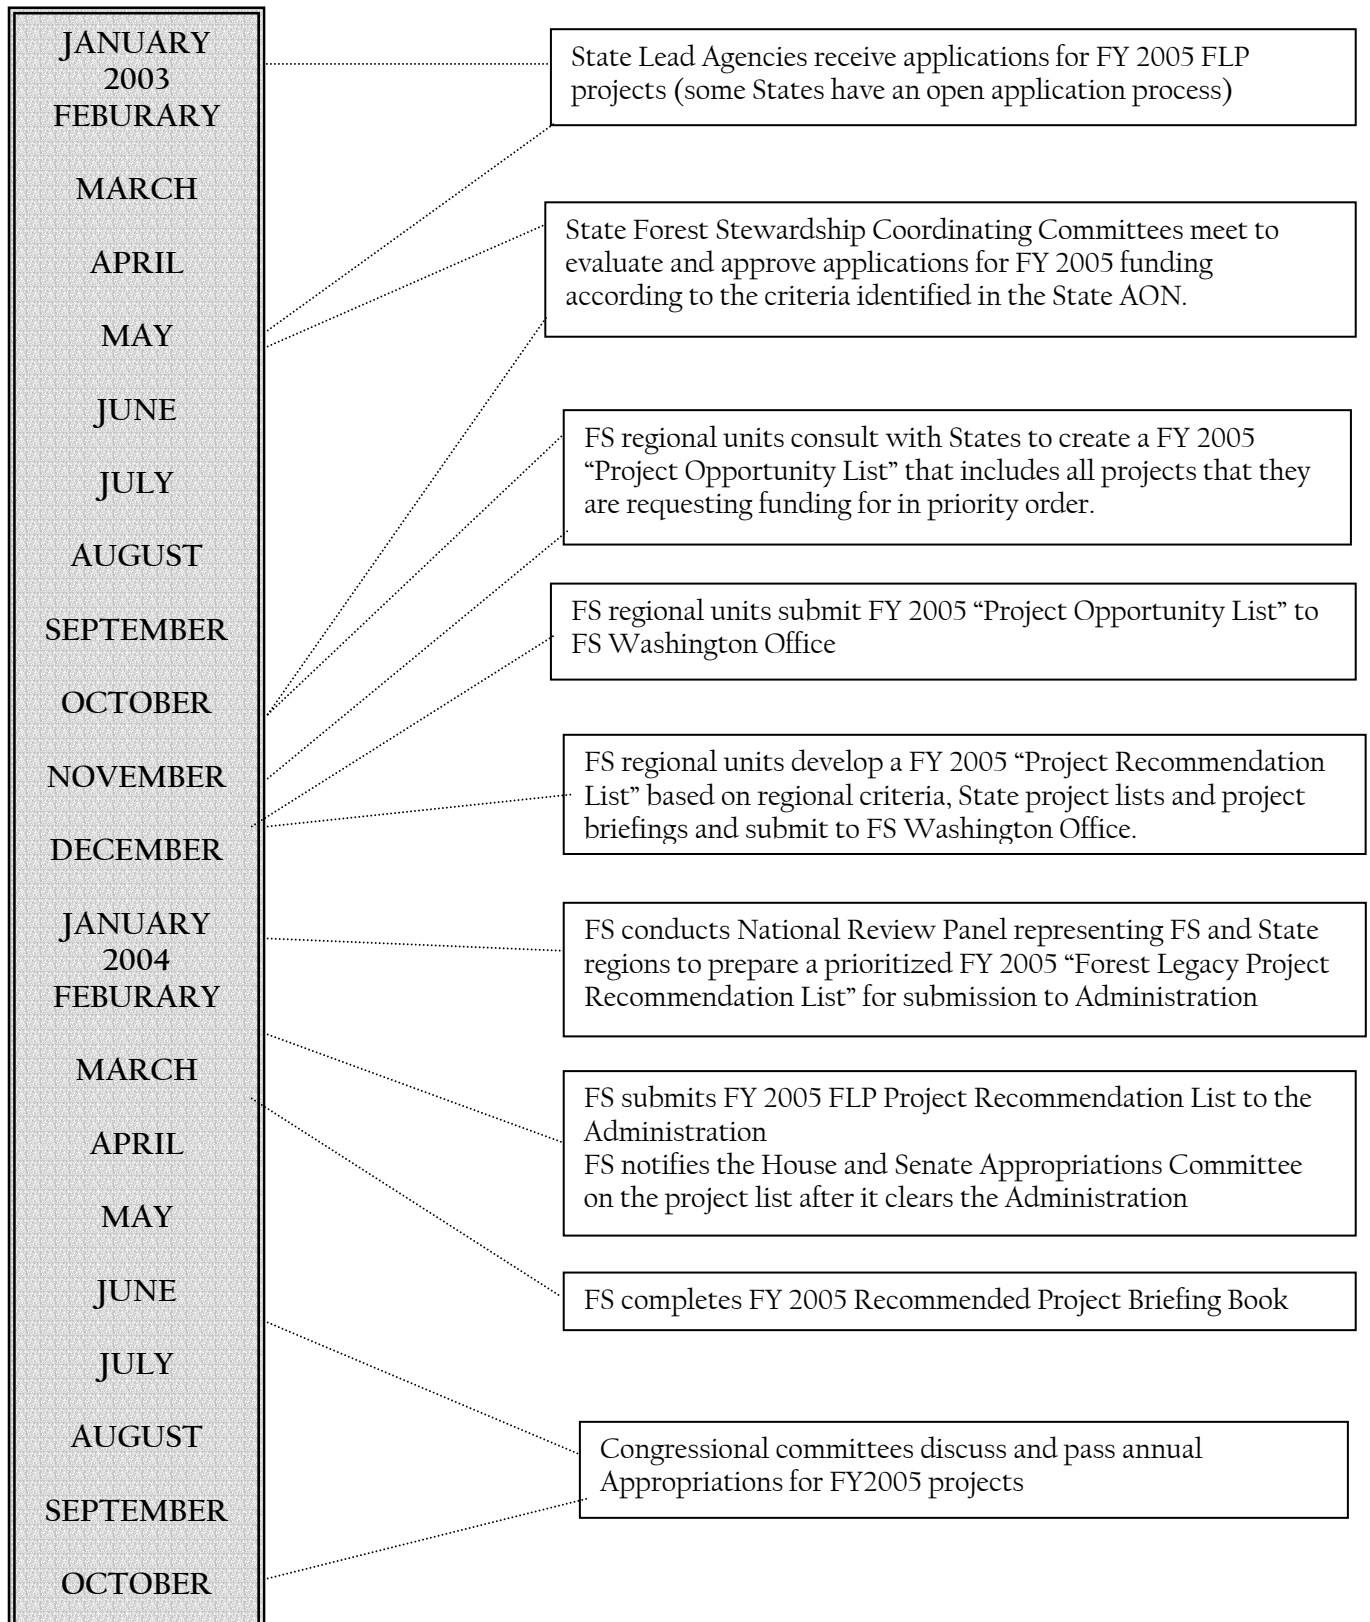 JANUARY
2003
FEBURARY
MARCH
APRIL
MAY
JUNE
JULY
AUGUST
SEPTEMBER
OCTOBER
NOVEMBER
DECEMBER
JANUARY
2004
FEBURARY
MARCH
APRIL
MAY
JUNE
JULY
AUGUST
SEPTEMBER
OCTOBER
State Lead Agencies receive applications for FY 2005 FLP
projects (some States have an open application process)
State Forest Stewardship Coordinating Committees meet to
evaluate and approve applications for FY 2005 funding
according to the criteria identified in the State AON.
FS regional units consult with States to create a FY 2005
“Project Opportunity List” that includes all projects that they
are requesting funding for in priority order.
FS regional units submit FY 2005 “Project Opportunity List” to
FS Washington Office
FS regional units develop a FY 2005 “Project Recommendation
List” based on regional criteria, State project lists and project
briefings and submit to FS Washington Office.
FS conducts National Review Panel representing FS and State
regions to prepare a prioritized FY 2005 “Forest Legacy Project
Recommendation List” for submission to Administration
FS submits FY 2005 FLP Project Recommendation List to the
Administration
FS notifies the House and Senate Appropriations Committee
on the project list after it clears the Administration
FS completes FY 2005 Recommended Project Briefing Book
Congressional committees discuss and pass annual
Appropriations for FY2005 projects